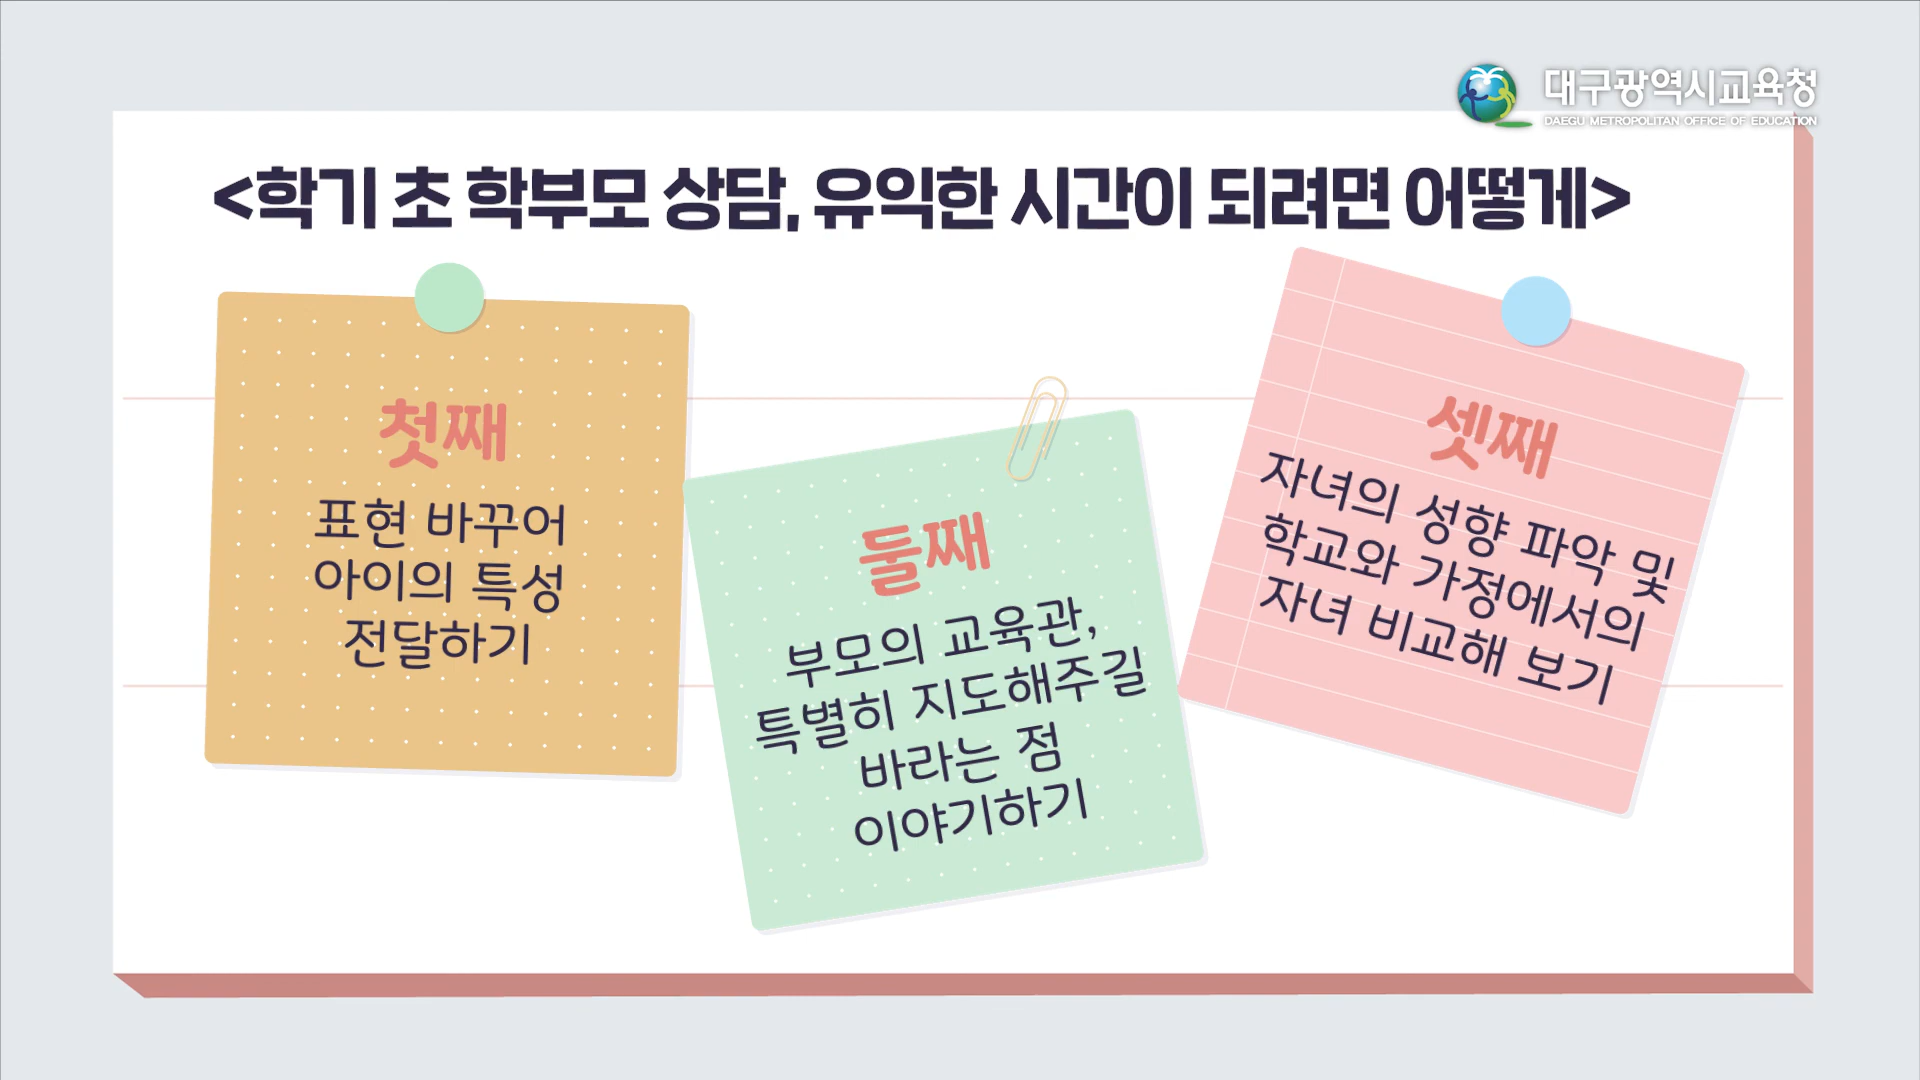 대구광역시교육청
DAEGU METROPOLITAN OFFICE OF EDUCATION
<학기 초 학부모 상담, 유익한 시간이 되려면 어떻게>
첫째
표현 바꾸어
아이의 특성
전달하기
둘째
부모의 교육관,
특별히 지도해주길
바라는 점
이야기하기
셋째
자녀의 성향 파악 및
학교와 가정에서의
자녀 비교해 보기